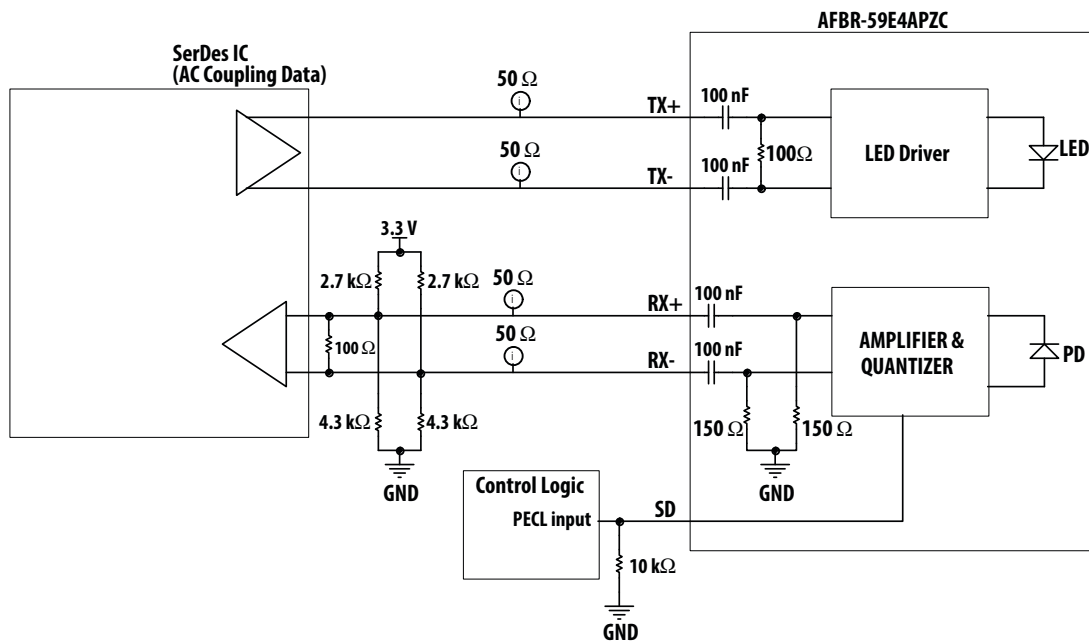 AFBR-59E4APZC
SerDes IC
(AC Coupling Data)
50 Ω
i
TX+
100 nF
50 Ω
i
TX-
100 nF
100Ω
LED Driver
LED
3.3 V
2.7 kΩ
2.7 kΩ
50 Ω
i
RX+
100 nF
100 Ω
50 Ω
i
RX-
100 nF
AMPLIFIER &
QUANTIZER
PD
4.3 kΩ
4.3 kΩ
150 Ω
150 Ω
GND
GND
Control Logic
PECL input
SD
10 kΩ
GND